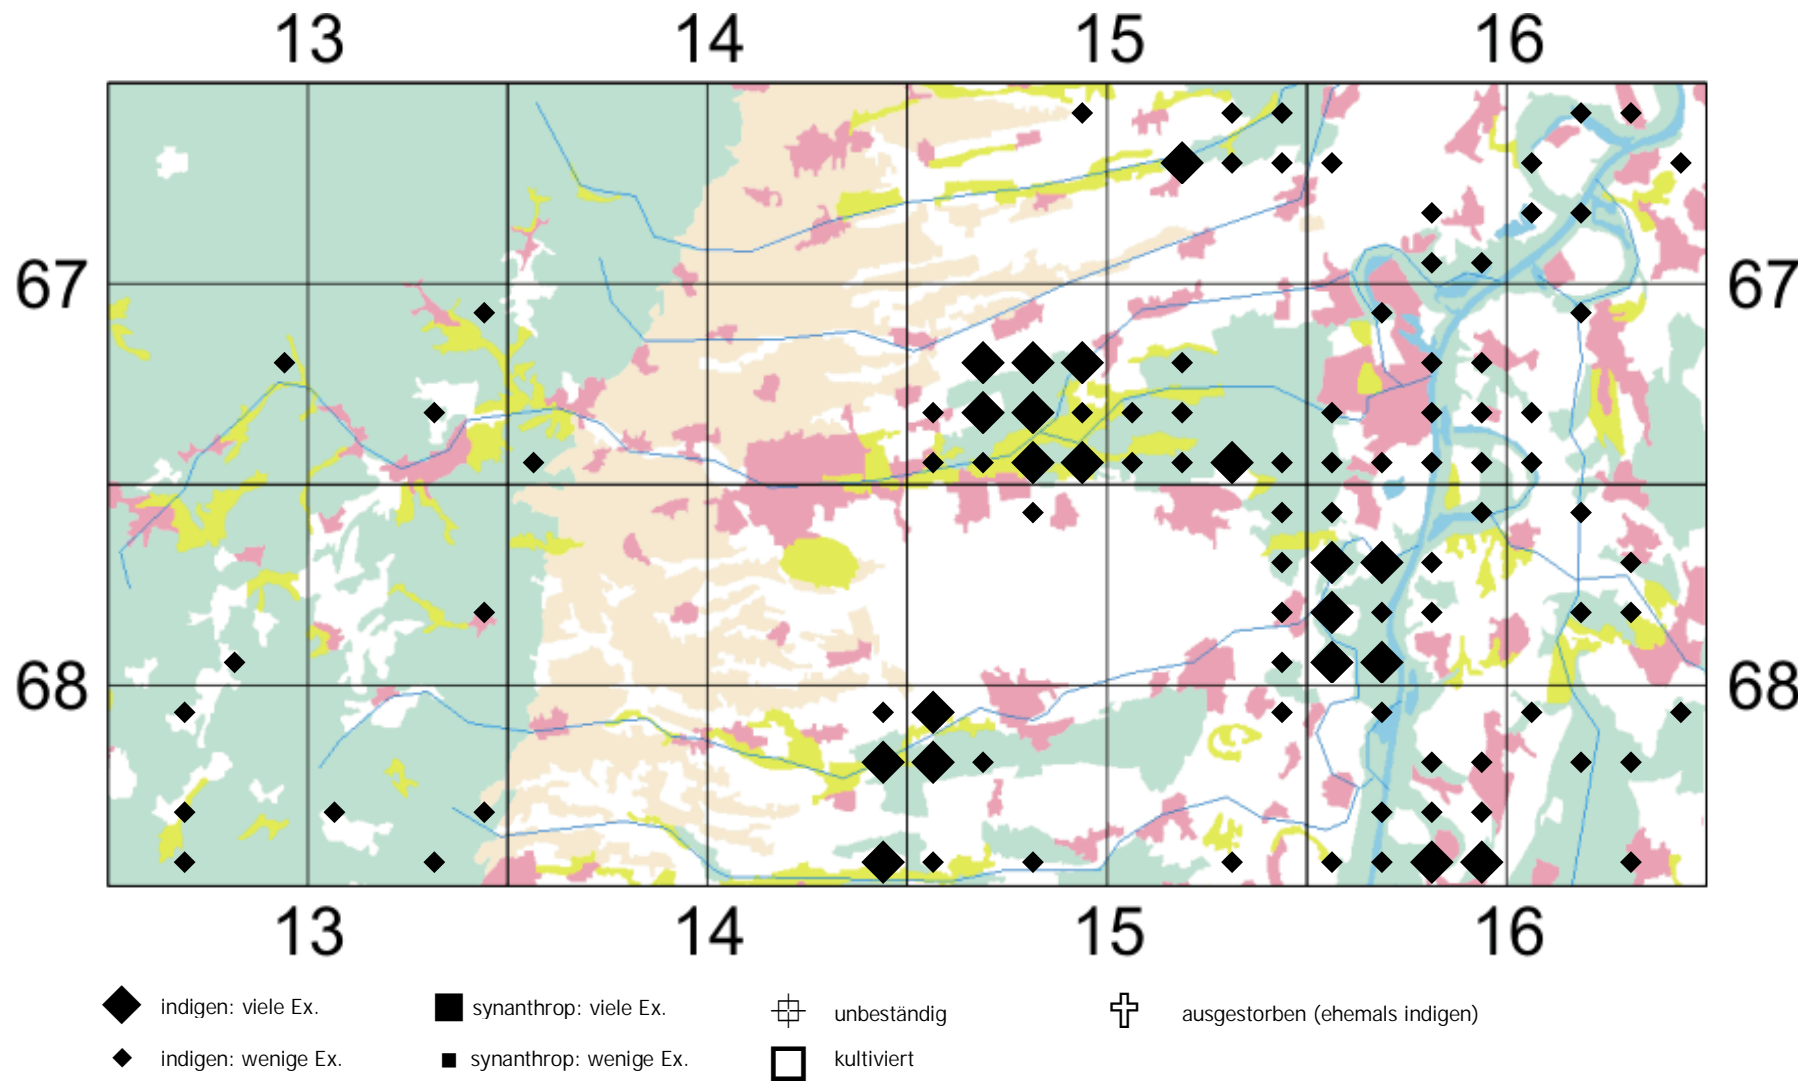 13 14 15 16
67 67
68 68
13 14 15 16
indigen: viele Ex. synanthrop: viele Ex. unbeständig ausgestorben (ehemals indigen)
indigen: wenige Ex. synanthrop: wenige Ex. kultiviert